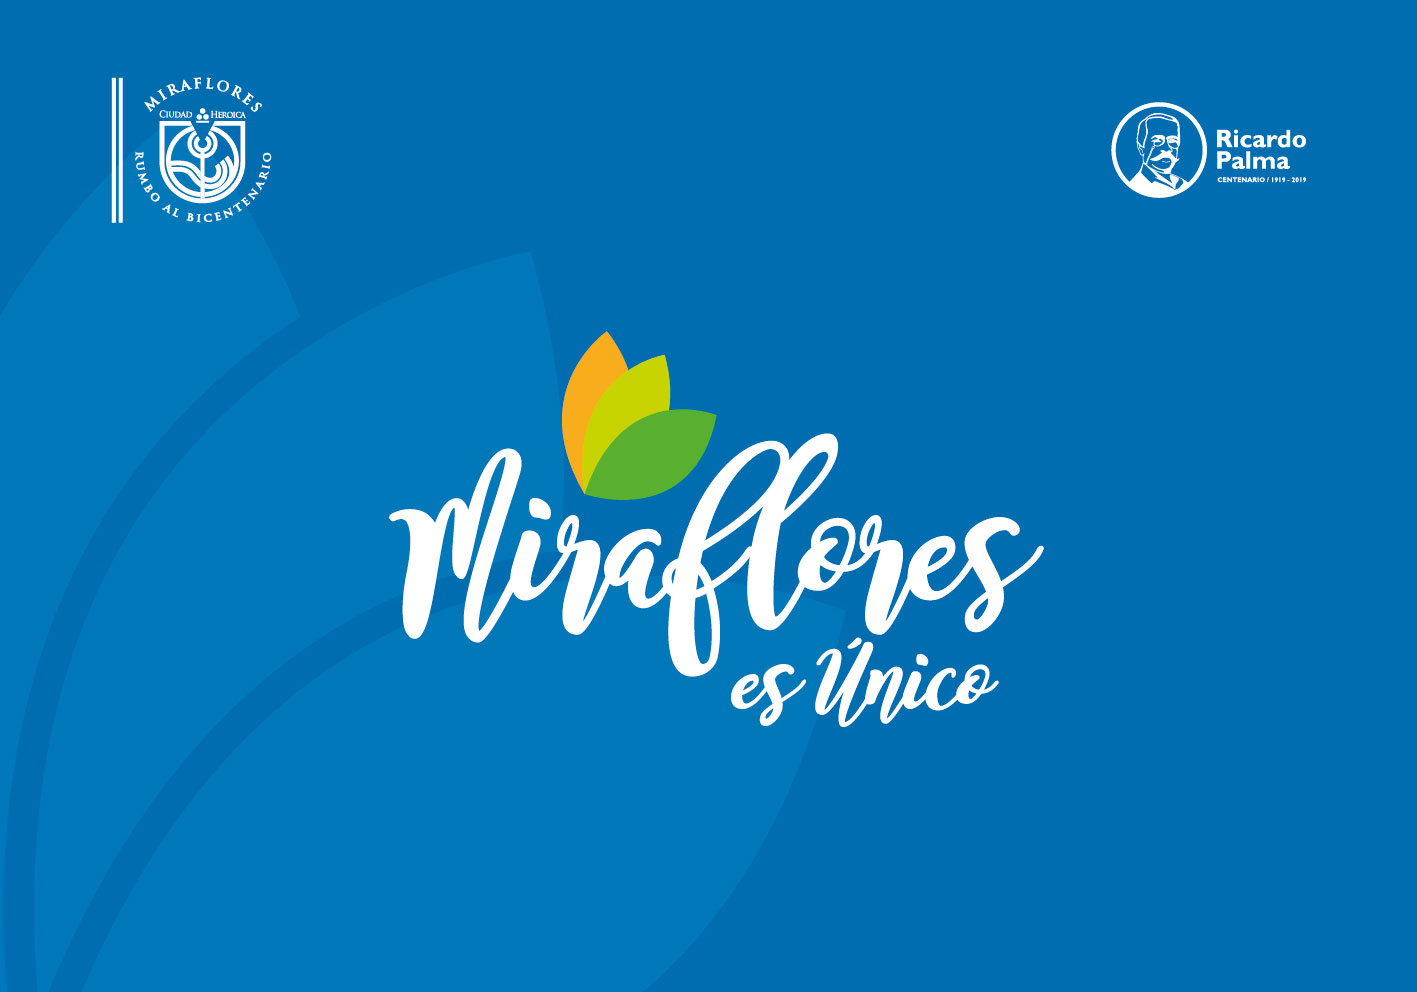 MIRAFLORES
CIUDAD HEROICA
RUMBO AL BICENTENARIO
Ricardo
Palma
CENTENARIO / 1919 - 2019
Miraflores
es Único